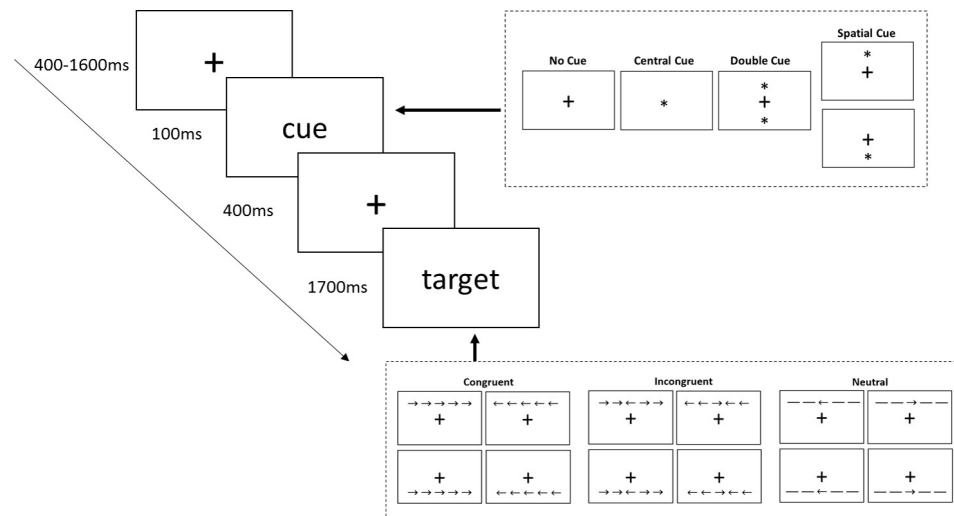 400-1600ms
+
100ms
cue
400ms
+
1700ms
target
No Cue
+
Central Cue
*
Double Cue
*
+
*
Spatial Cue
*
+
+
*
Congruent
→→→→→ ←←←←←
+ +
+ +
→→→→→ ←←←←←
Incongruent
→→←→→ ←←→←←
+ +
+ +
→→←→→ ←←→←←
Neutral
— — ← — — — — → — —
+ +
+ +
— — ← — — — — → — —